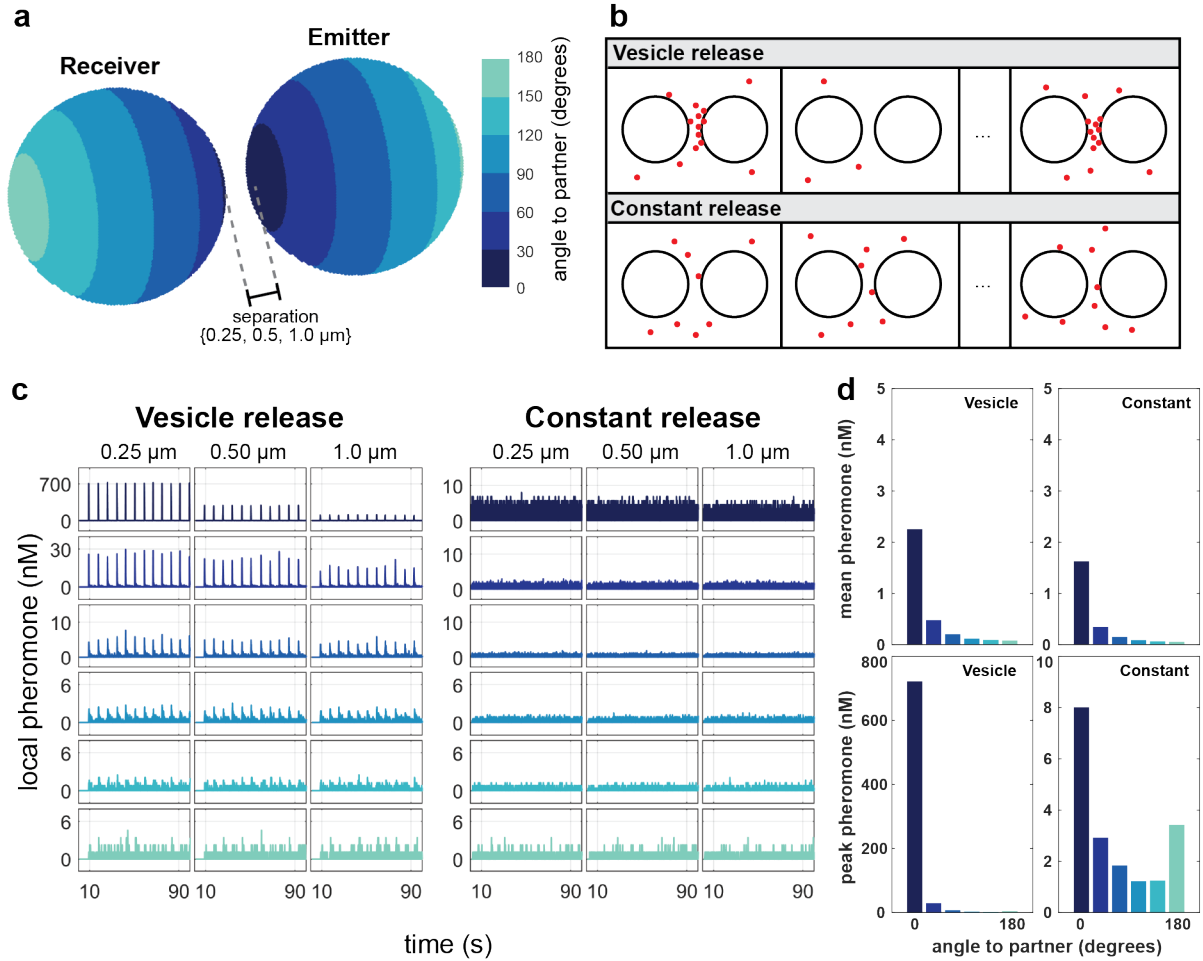 a
Emitter
Receiver
180
150
120
90
60
30
0
angle to partner (degrees)
separation
{0.25, 0.5, 1.0 µm}
b
Vesicle release
...
Constant release
...
c
Vesicle release
Constant release
0.25 µm
0.50 µm
1.0 µm
0.25 µm
0.50 µm
1.0 µm
local pheromone (nM)
700
0
10
0
30
0
10
0
10
0
10
0
6
0
6
0
6
0
6
0
6
0
6
0
10
90
10
90
10
90
10
90
10
90
10
90
time (s)
d
mean pheromone (nM)
5
4
3
2
1
0
Vesicle
5
4
3
2
1
0
Constant
peak pheromone (nM)
800
600
400
200
0
Vesicle
0
180
10
8
6
4
2
0
Constant
0
180
angle to partner (degrees)